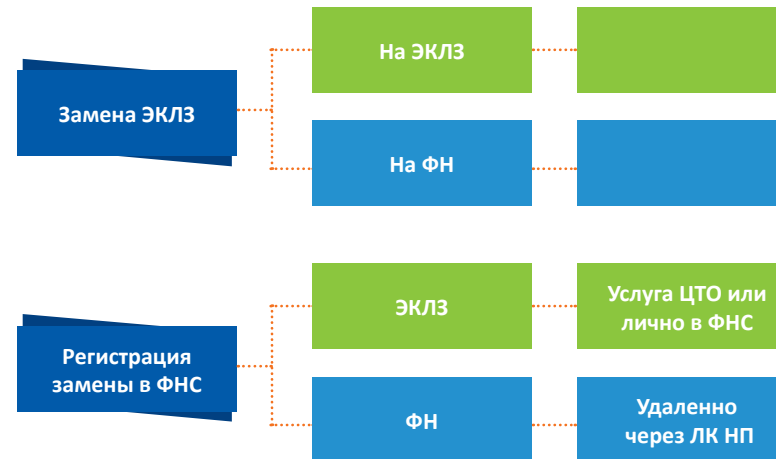 Замена ЭКЛЗ
На ЭКЛЗ
На ФН
Регистрация
замены в ФНС
ЭКЛЗ
Услуга ЦТО или
лично в ФНС
ФН
Удаленно
через ЛК НП